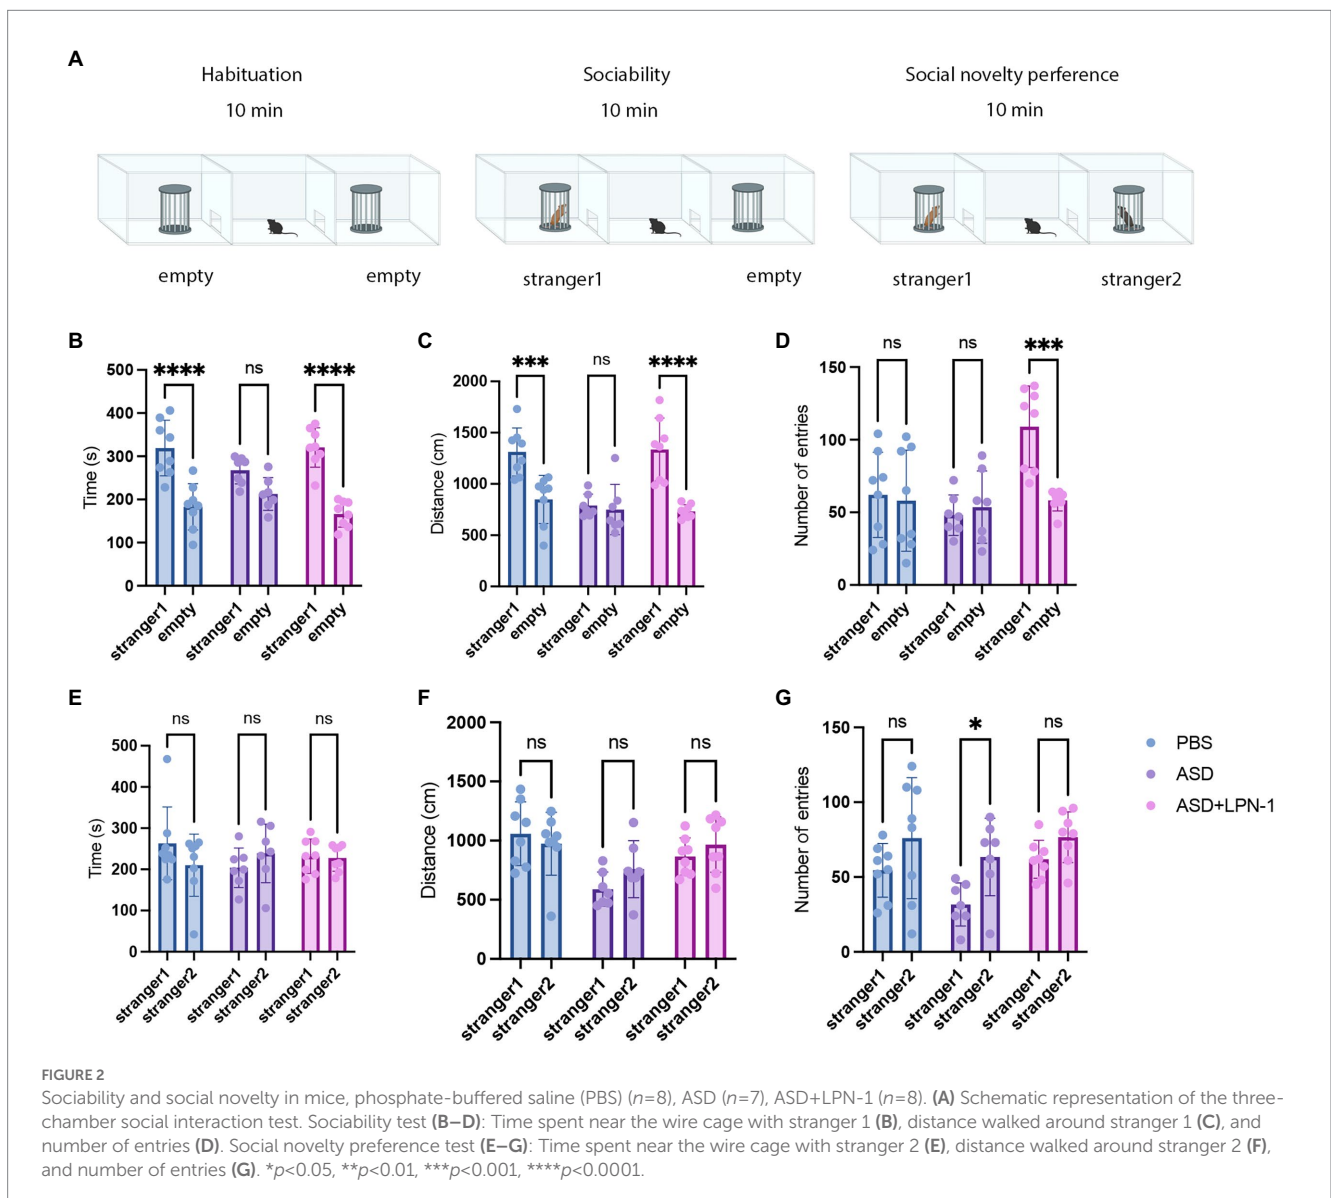 A
Habituation
10 min
Sociability
10 min
Social novelty perference
10 min
empty
empty
stranger1
empty
stranger1
stranger2
B
Time (s)
500
400
300
200
100
0
****
ns
****
stranger1
empty
stranger1
empty
stranger1
empty
C
Distance (cm)
2000
1500
1000
500
0
***
ns
****
stranger1
empty
stranger1
empty
stranger1
empty
D
Number of entries
150
100
50
0
ns
ns
***
stranger1
empty
stranger1
empty
stranger1
empty
E
Time (s)
500
400
300
200
100
0
ns
ns
ns
stranger1
stranger2
stranger1
stranger2
stranger1
stranger2
F
Distance (cm)
2000
1500
1000
500
0
ns
ns
ns
stranger1
stranger2
stranger1
stranger2
stranger1
stranger2
G
Number of entries
150
100
50
0
ns
*
ns
stranger1
stranger2
stranger1
stranger2
stranger1
stranger2
PBS
ASD
ASD+LPN-1
FIGURE 2
Sociability and social novelty in mice, phosphate-buffered saline (PBS) (n=8), ASD (n=7), ASD+LPN-1 (n=8). (A) Schematic representation of the three-
chamber social interaction test. Sociability test (B–D): Time spent near the wire cage with stranger 1 (B), distance walked around stranger 1 (C), and
number of entries (D). Social novelty preference test (E–G): Time spent near the wire cage with stranger 2 (E), distance walked around stranger 2 (F),
and number of entries (G). *p<0.05, **p<0.01, ***p<0.001, ****p<0.0001.